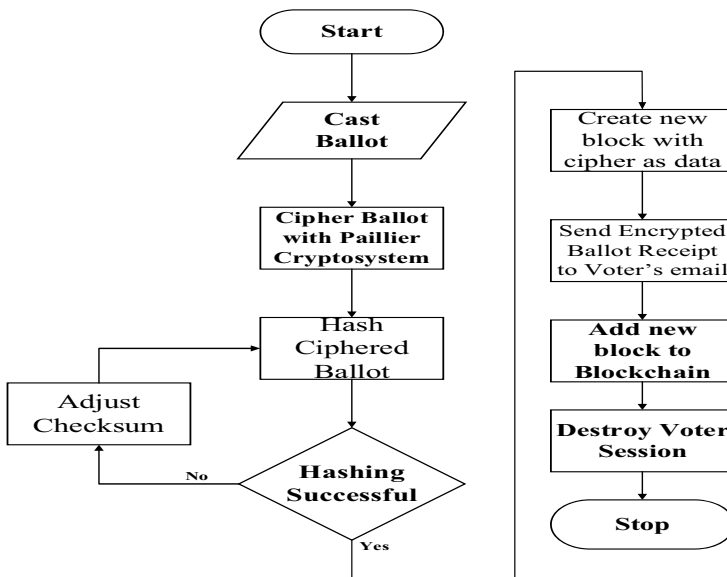 Start
Cast
Ballot
Cipher Ballot
with Paillier
Cryptosystem
Hash
Ciphered
Ballot
Adjust
Checksum
Hashing
Successful
No
Yes
Create new
block with
cipher as data
Send Encrypted
Ballot Receipt
to Voter's email
Add new
block to
Blockchain
Destroy Voter
Session
Stop